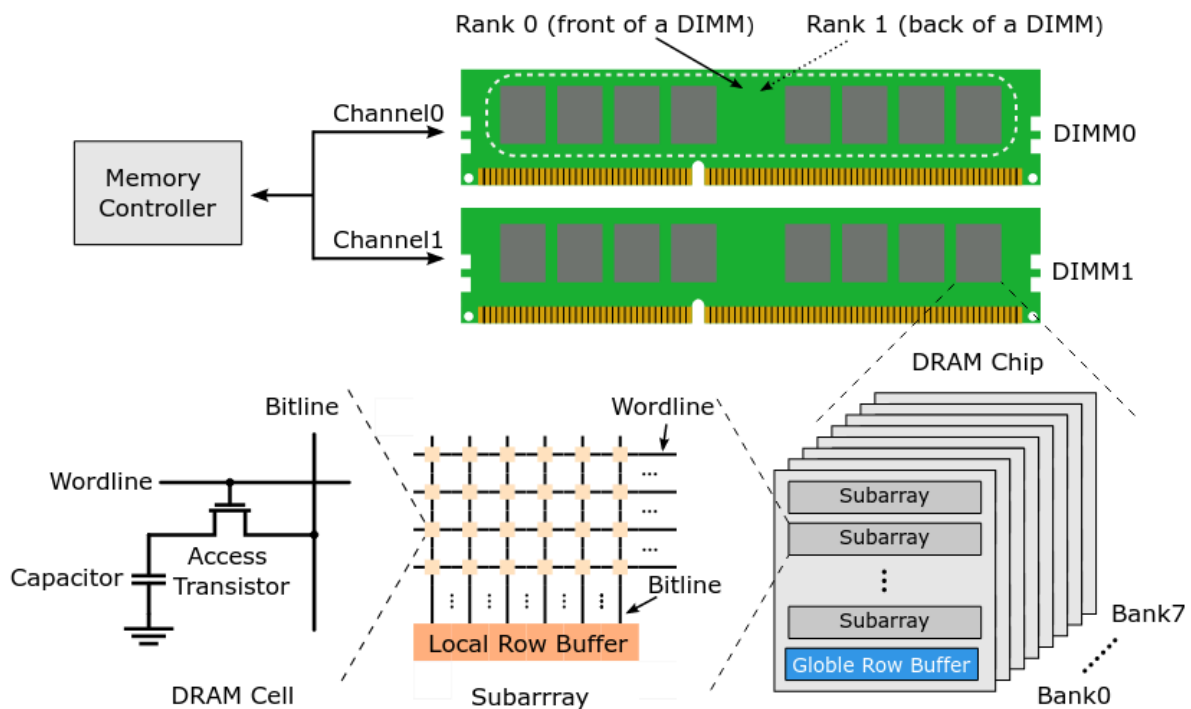 Rank 0 (front of a DIMM)
Rank 1 (back of a DIMM)
Channel0
DIMM0
Memory
Controller
Channel1
DIMM1
DRAM Chip
Bitline
Wordline
Wordline
...
...
...
...
Access
Transistor
Capacitor
Bitline
Local Row Buffer
Subarray
Subarray
Subarray
Globle Row Buffer
Bank7
Bank0
DRAM Cell
Subarrray